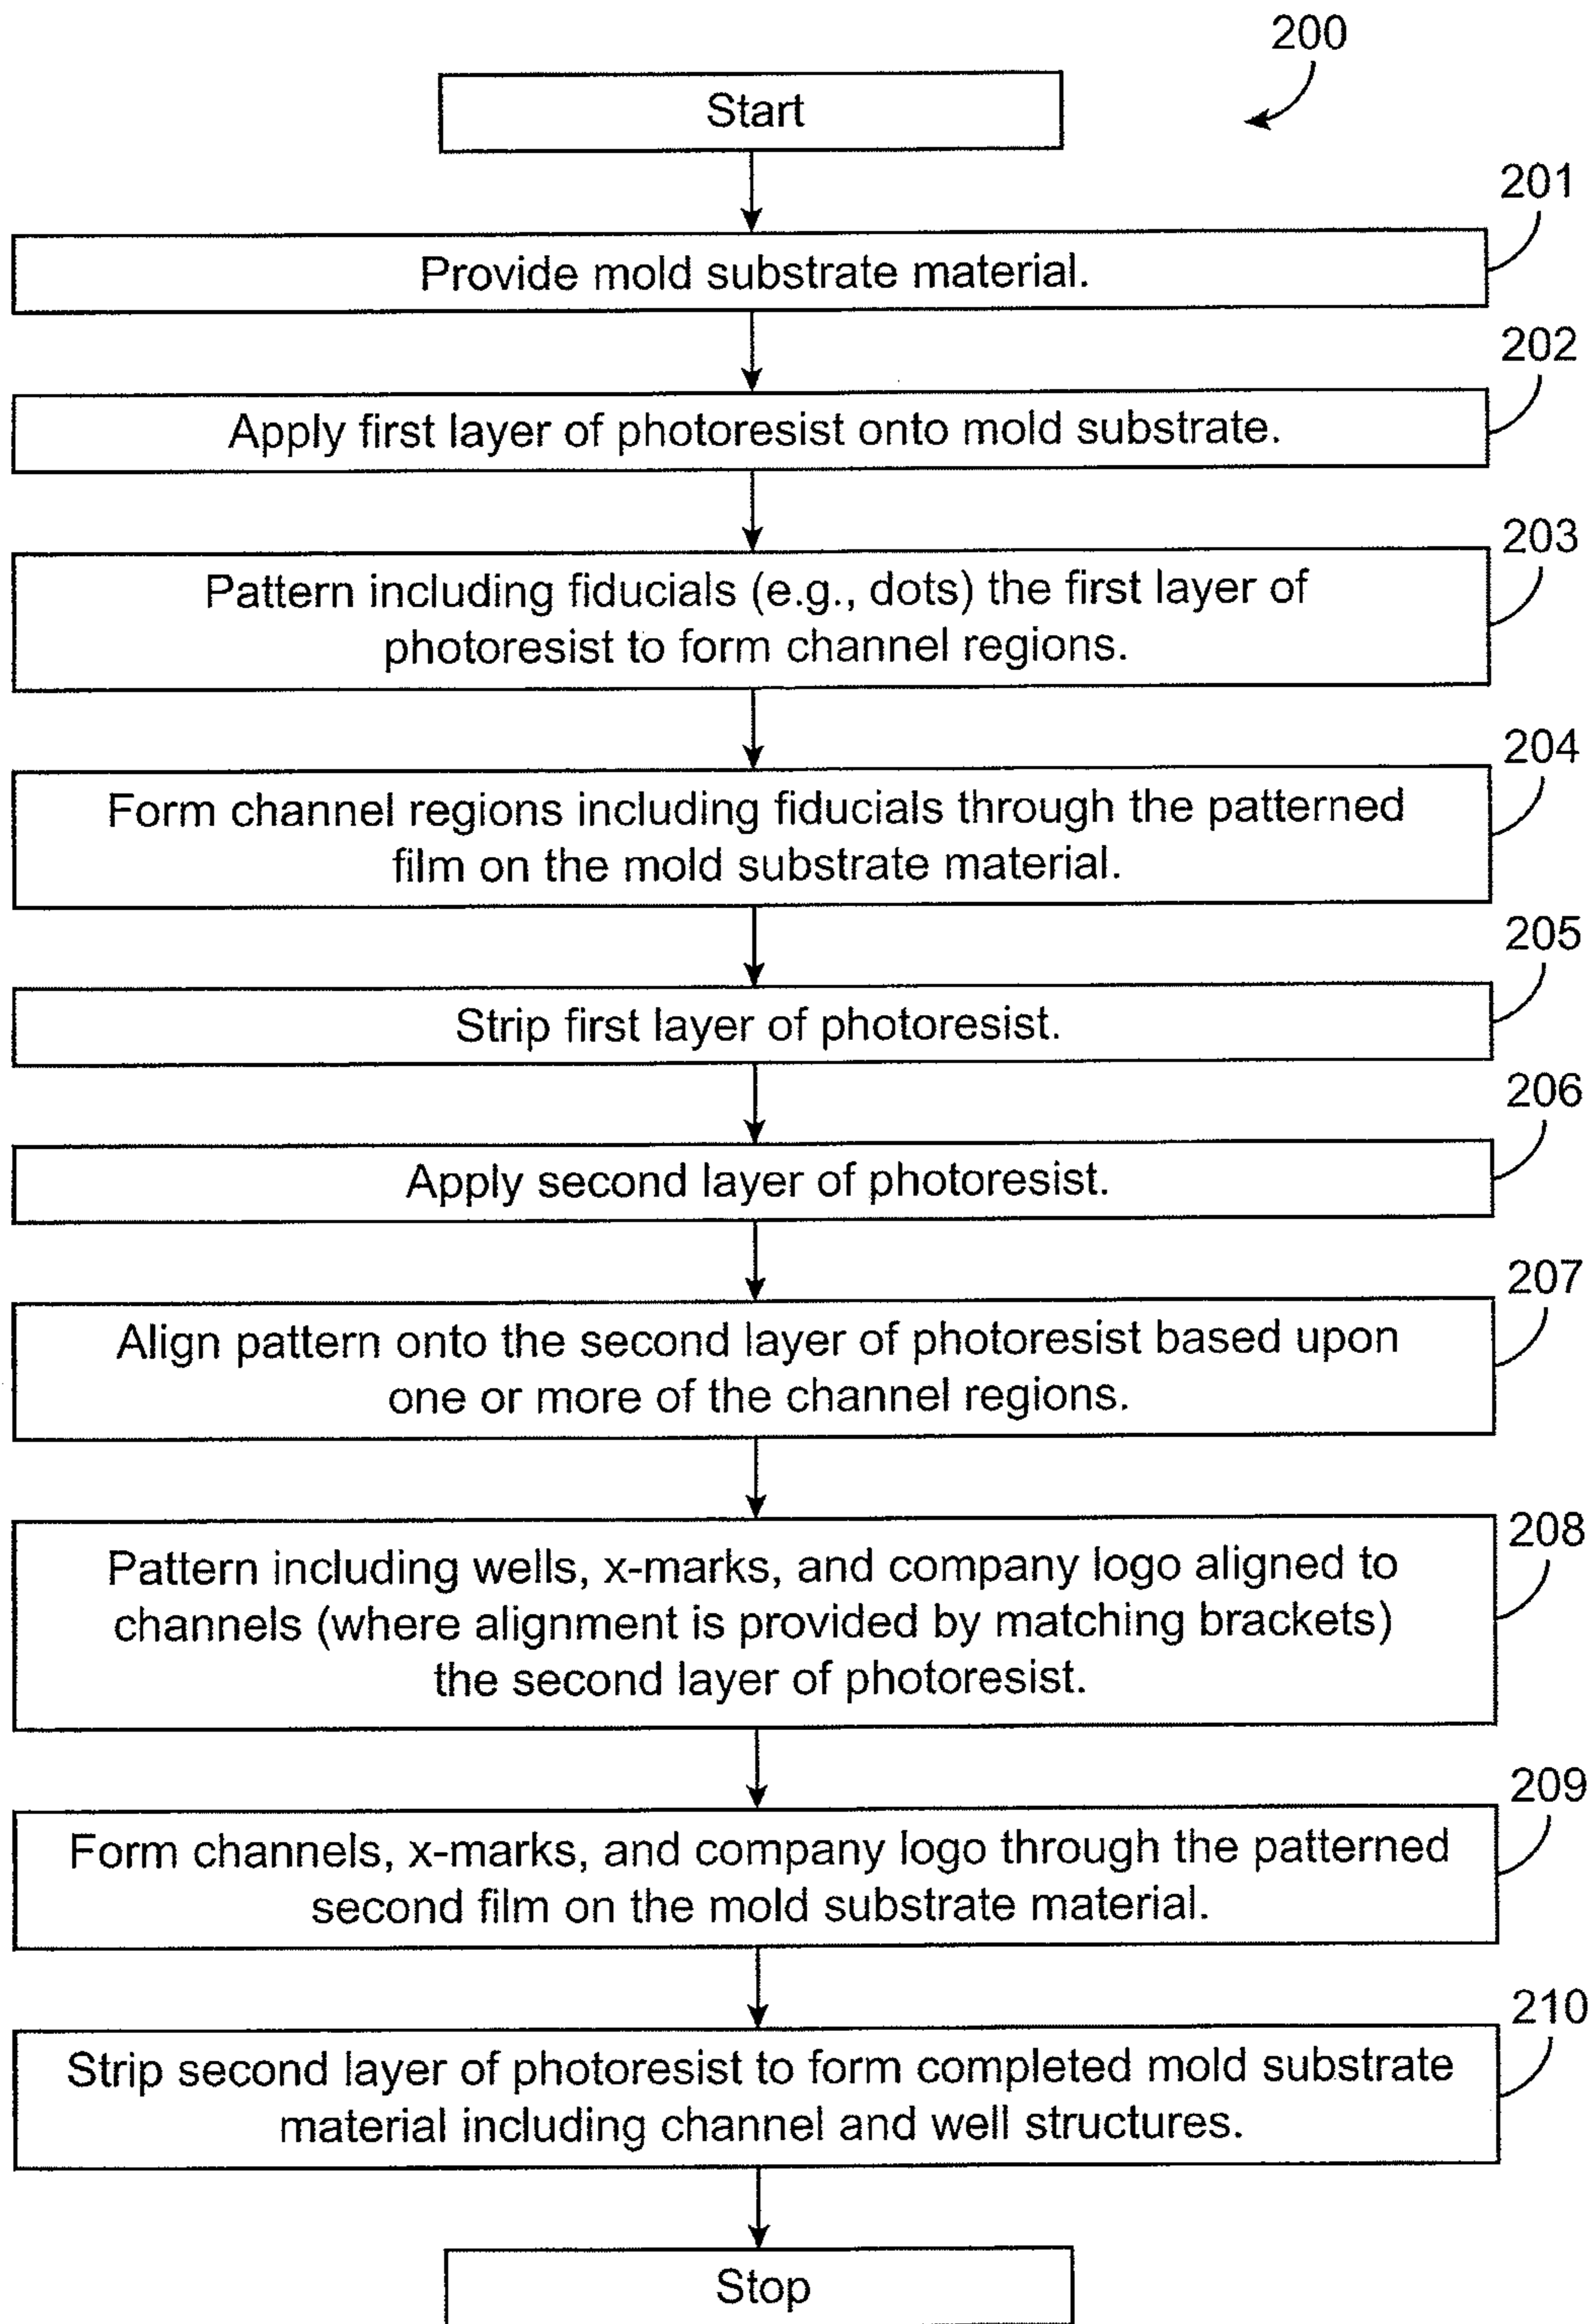 200
Start
201
Provide mold substrate material.
202
Apply first layer of photoresist onto mold substrate.
203
Pattern including fiducials (e.g., dots) the first layer of
photoresist to form channel regions.
204
Form channel regions including fiducials through the patterned
film on the mold substrate material.
205
Strip first layer of photoresist.
206
Apply second layer of photoresist.
207
Align pattern onto the second layer of photoresist based upon
one or more of the channel regions.
208
Pattern including wells, x-marks, and company logo aligned to
channels (where alignment is provided by matching brackets)
the second layer of photoresist.
209
Form channels, x-marks, and company logo through the patterned
second film on the mold substrate material.
210
Strip second layer of photoresist to form completed mold substrate
material including channel and well structures.
Stop